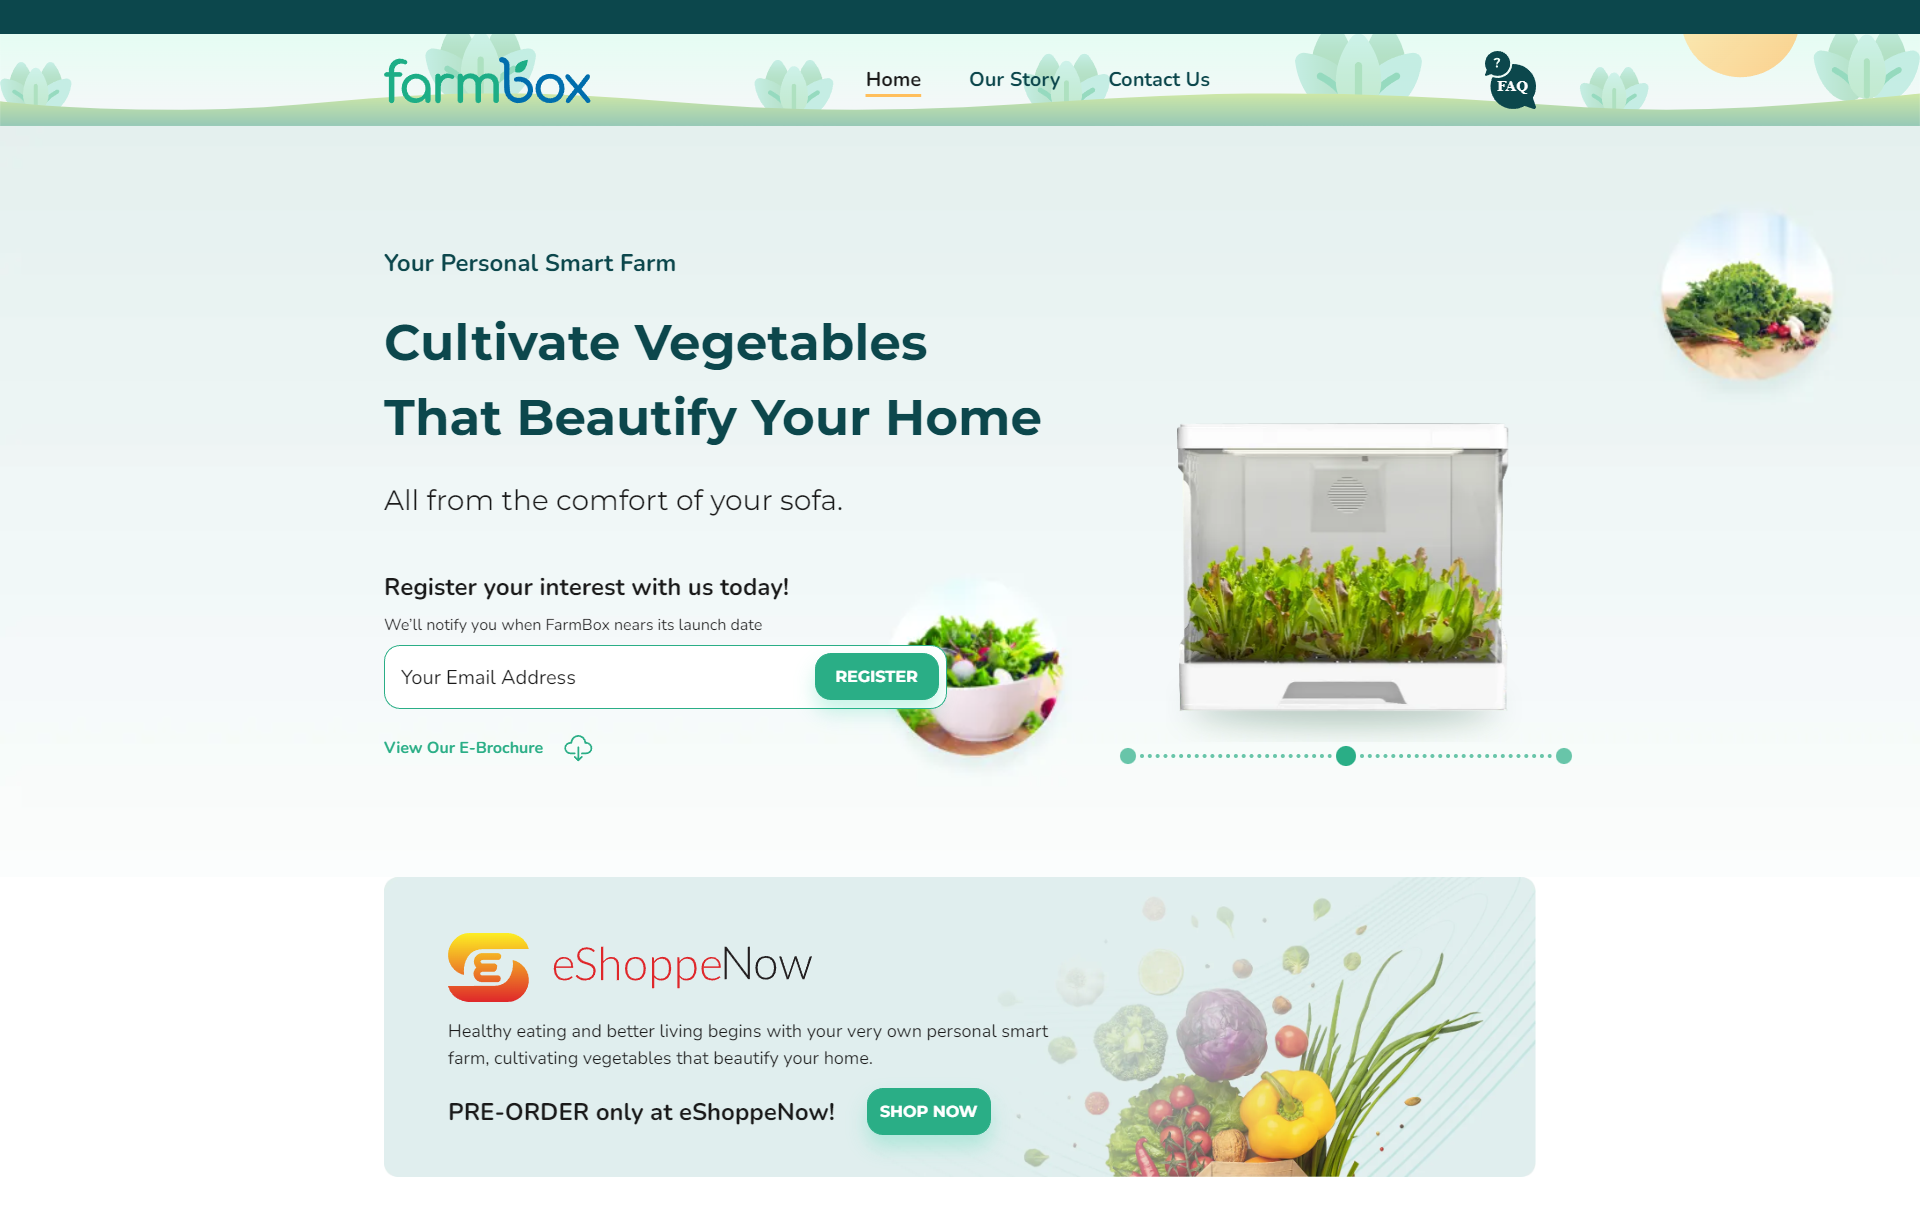 farmbox
Home
Our Story
Contact Us
?
FAQ
Your Personal Smart Farm
Cultivate Vegetables
That Beautify Your Home
All from the comfort of your sofa.
Register your interest with us today!
We'll notify you when FarmBox nears its launch date
Your Email Address
REGISTER
View Our E-Brochure
eShoppeNow
Healthy eating and better living begins with your very own personal smart
farm, cultivating vegetables that beautify your home.
PRE-ORDER only at eShoppeNow!
SHOP NOW